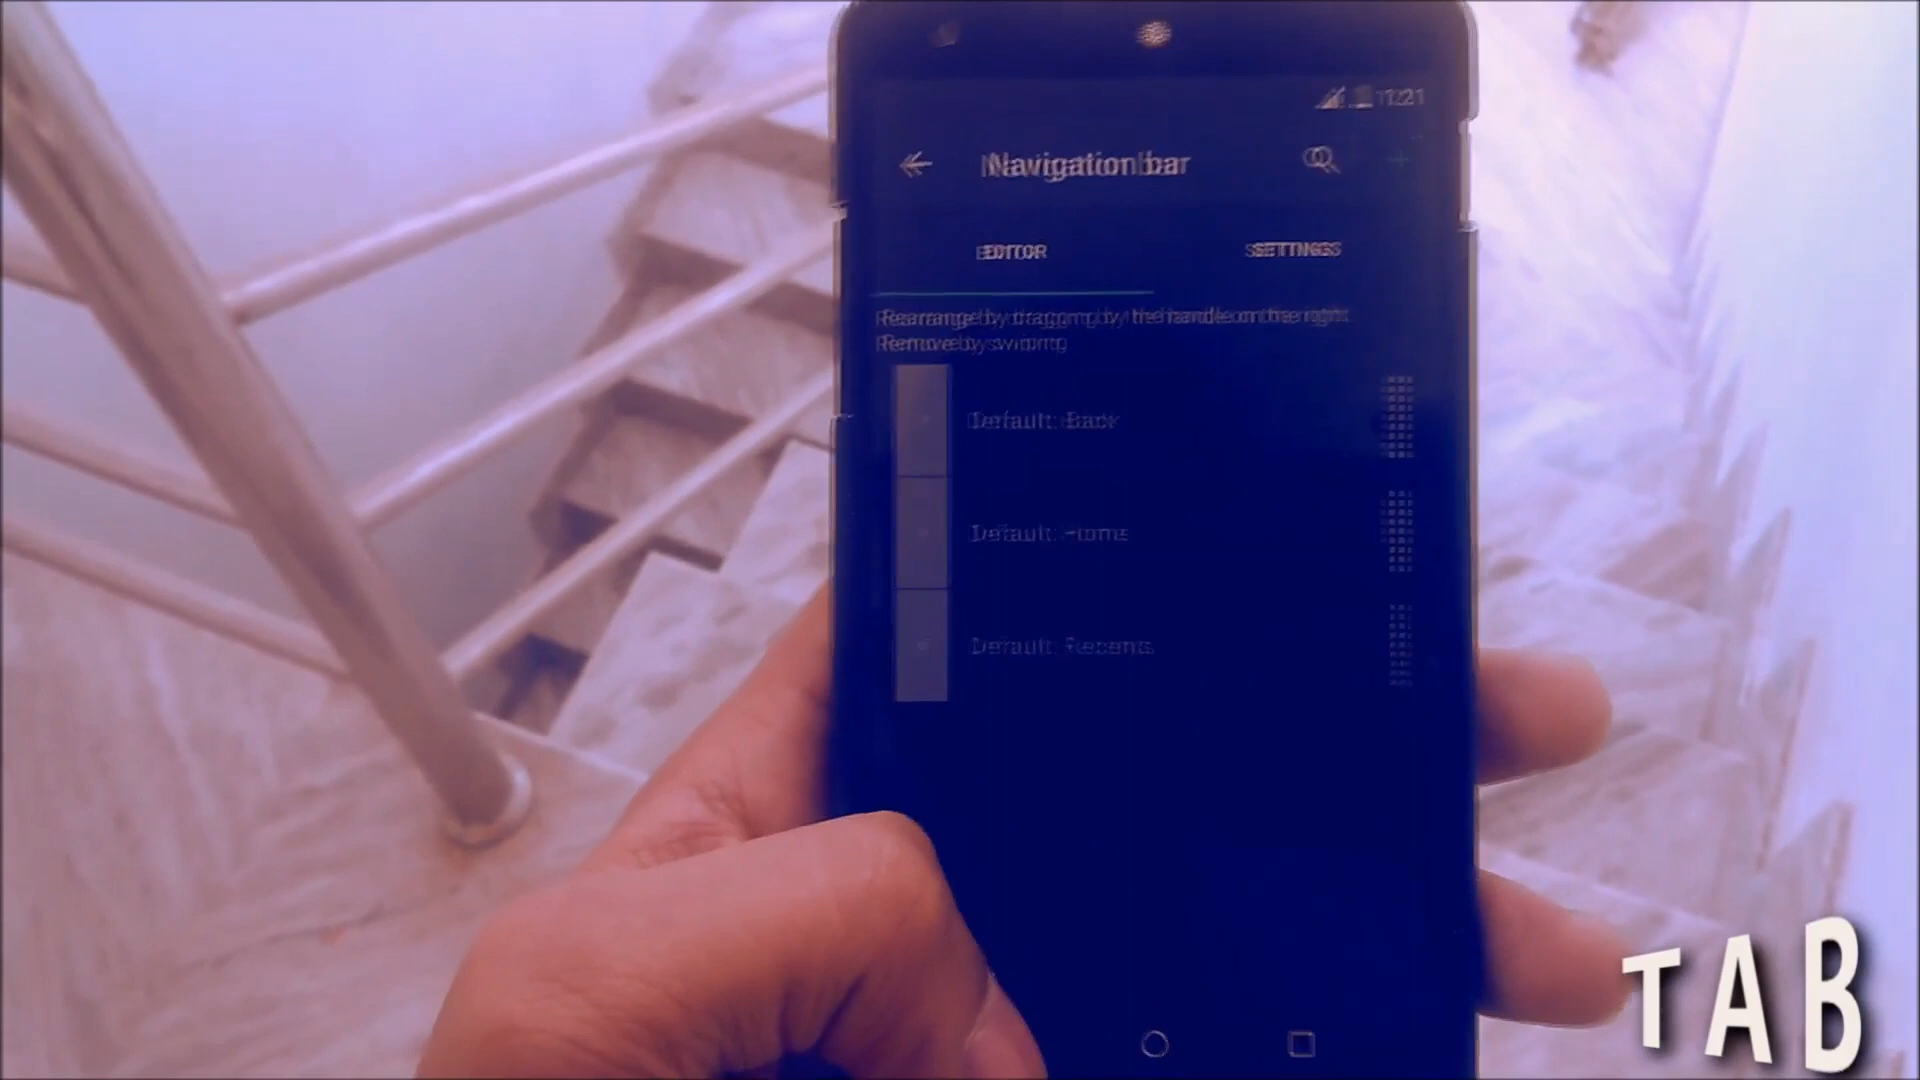 11:21
Navigation bar
EDITOR
SETTINGS
Rearrange by dragging by the handle on the right
Remove by swiping
Default: Back
Default: Home
Default: Recents
TAB